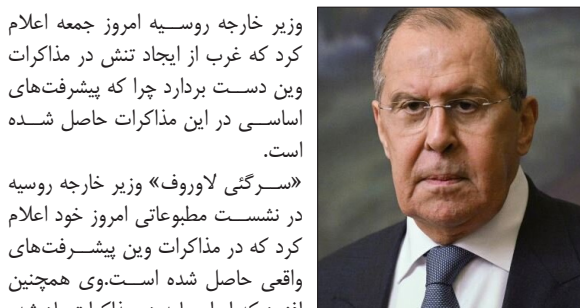 وزیر خارجه روسیه امروز جمعه اعلام
کرد که غرب از ایجاد تنش در مذاکرات
وین دست بردارد چرا که پیشرفت‌های
اساسی در این مذاکرات حاصل شده
است.
«سرگئی لاوروف» وزیر خارجه روسیه
در نشست مطبوعاتی امروز خود اعلام
کرد که در مذاکرات وین پیشرفت‌های
واقعی حاصل شده است.وی همچنین